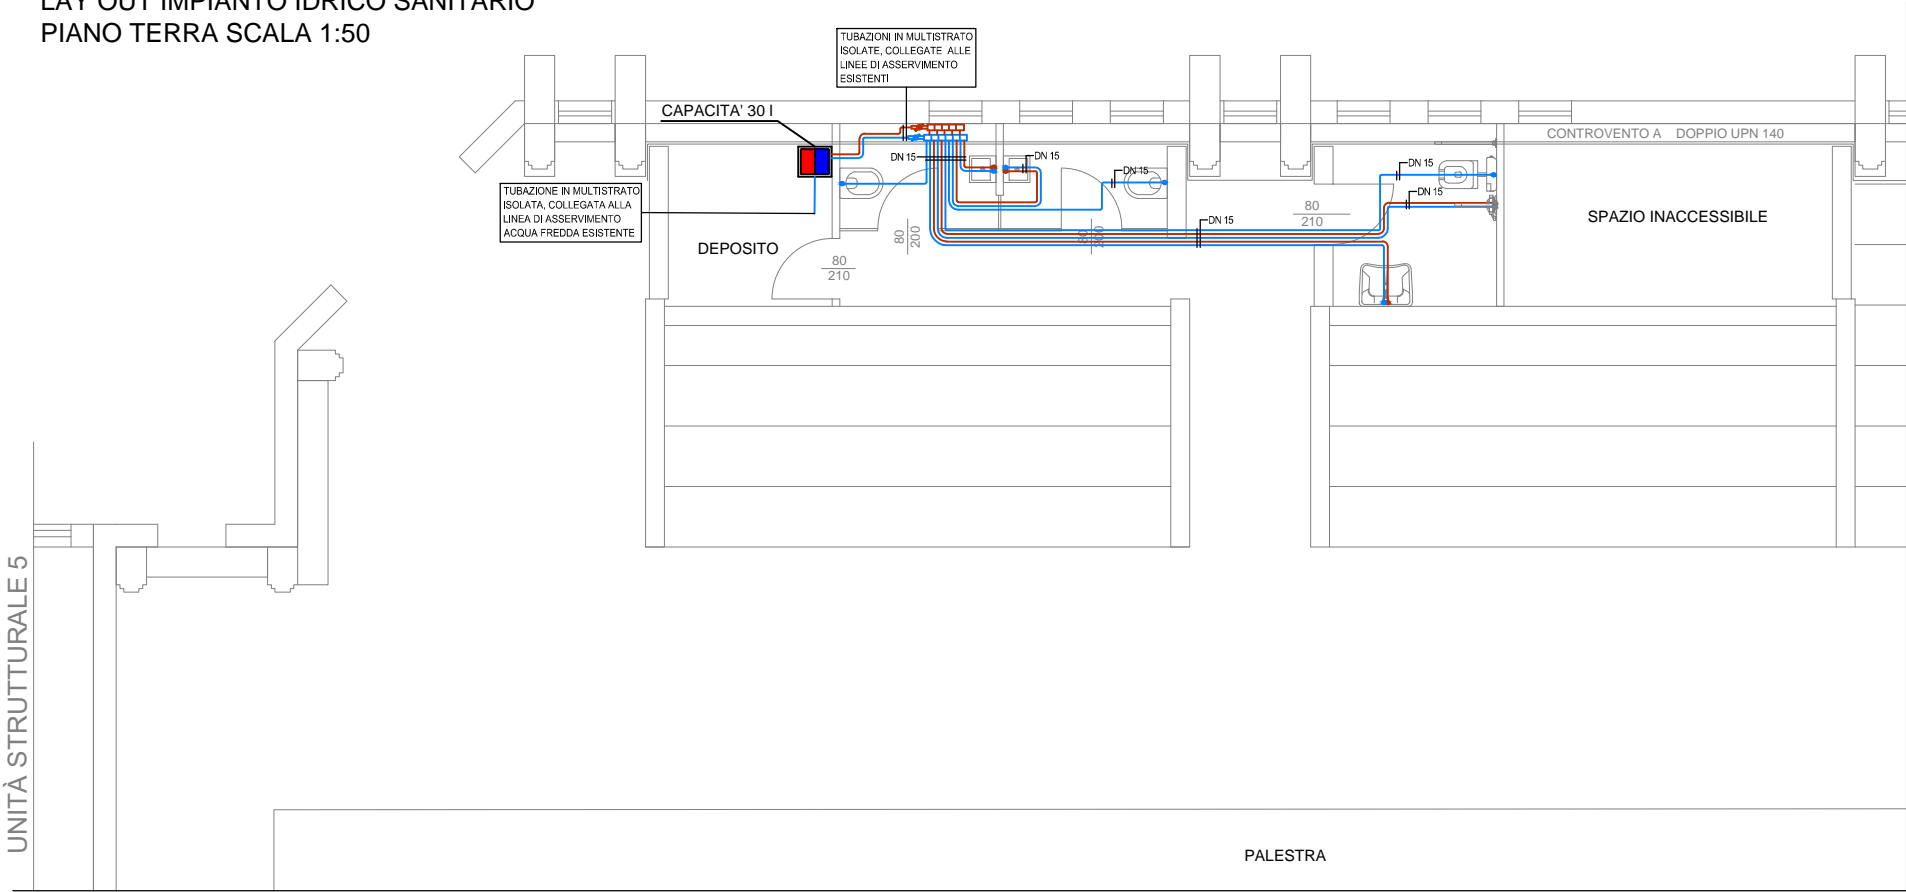 LAY OUT IMPIANTO IDRICO SANITARIO
PIANO TERRA SCALA 1:50
TUBAZIONI IN MULTISTRATO
ISOLATE, COLLEGATE ALLE
LINEE DI ASSERVIMENTO
ESISTENTI
CAPACITA' 30 l
CONTROVENTO A DOPPIO UPN 140
DN 15
DN 15
DN 15
DN 15
DN 15
DN 15
TUBAZIONE IN MULTISTRATO
ISOLATA, COLLEGATA ALLA
LINEA DI ASSERVIMENTO
ACQUA FREDDA ESISTENTE
DEPOSITO
80
210
80
200
80
200
80
210
SPAZIO INACCESSIBILE
UNITÀ STRUTTURALE 5
PALESTRA